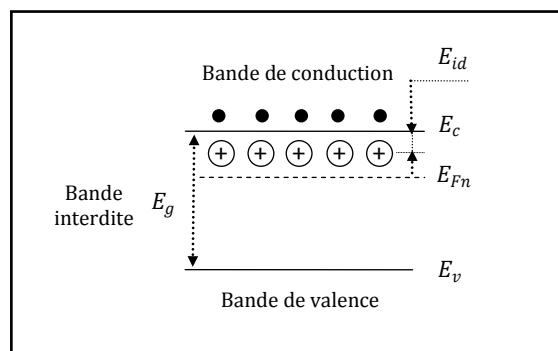 E_id
Bande de conduction
E_c
+ + + + +
E_Fn
Bande
interdite
E_g
E_v
Bande de valence